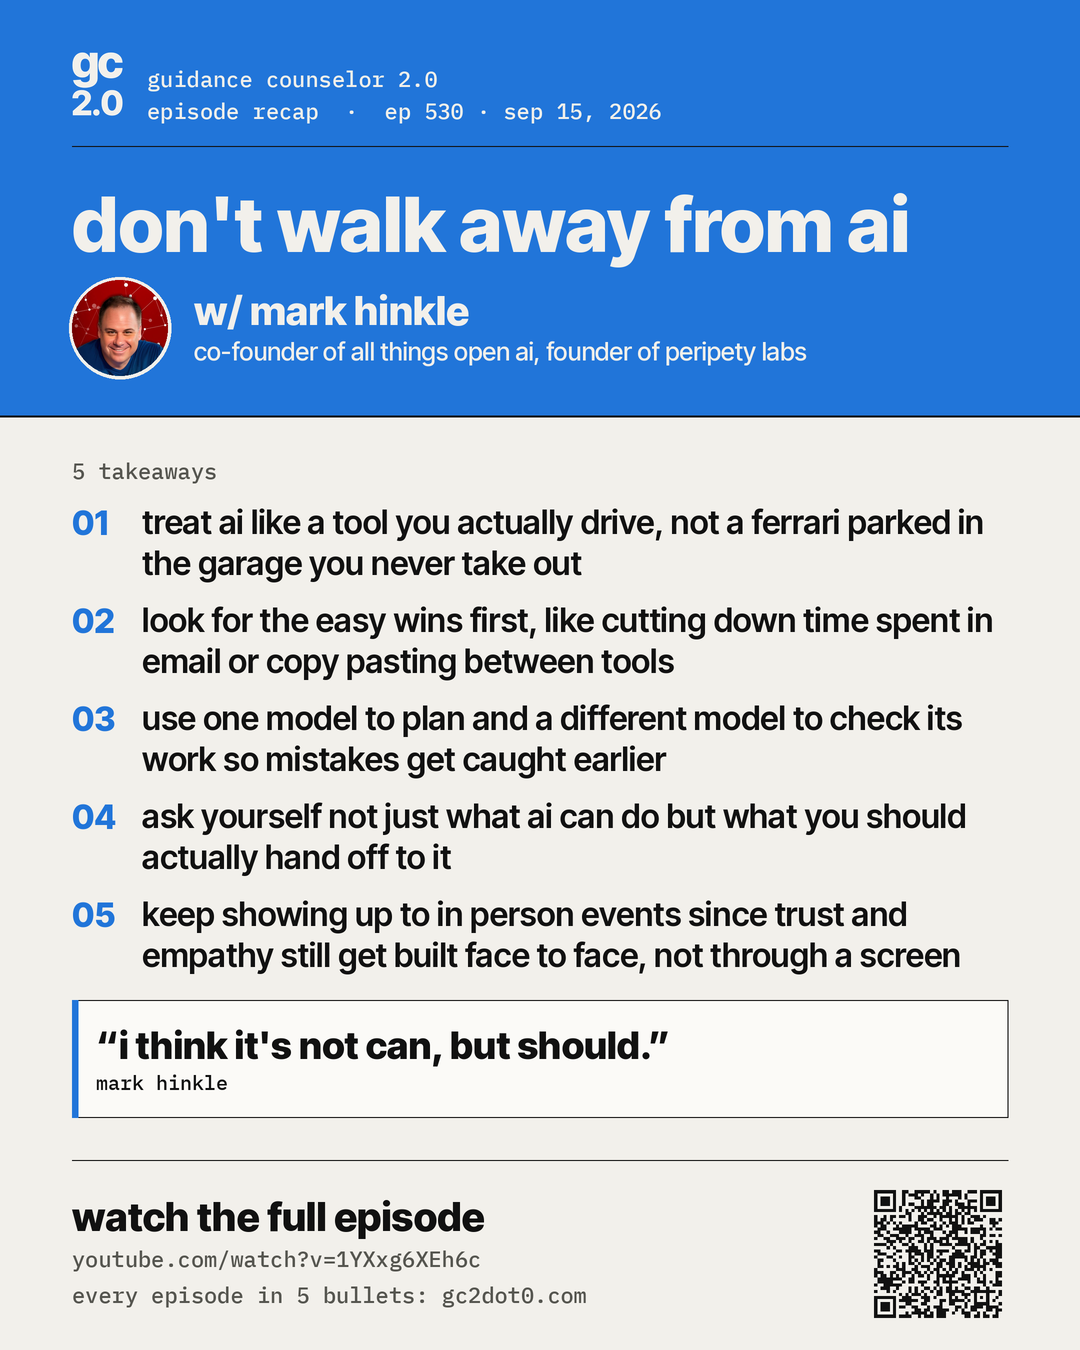 gc
2.0
guidance counselor 2.0
episode recap · ep 530 · sep 15, 2026
don't walk away from ai
w/ mark hinkle
co-founder of all things open ai, founder of peripety labs
5 takeaways
01 treat ai like a tool you actually drive, not a ferrari parked in
the garage you never take out
02 look for the easy wins first, like cutting down time spent in
email or copy pasting between tools
03 use one model to plan and a different model to check its
work so mistakes get caught earlier
04 ask yourself not just what ai can do but what you should
actually hand off to it
05 keep showing up to in person events since trust and
empathy still get built face to face, not through a screen
“i think it's not can, but should.”
mark hinkle
watch the full episode
youtube.com/watch?v=1YXxg6XEh6c
every episode in 5 bullets: gc2dot0.com